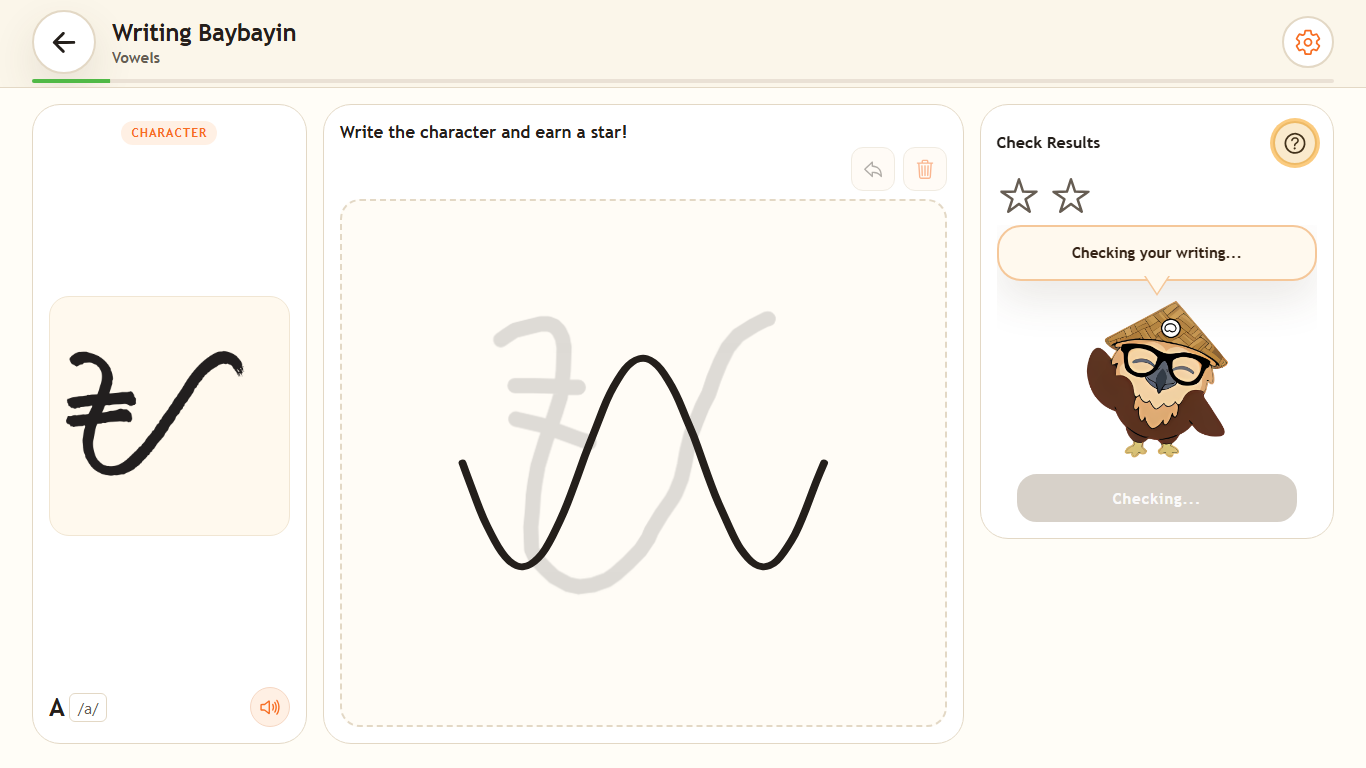 Writing Baybayin
Vowels
CHARACTER
ᜀ
A /a/
Write the character and earn a star!
Check Results
Checking your writing...
Checking...